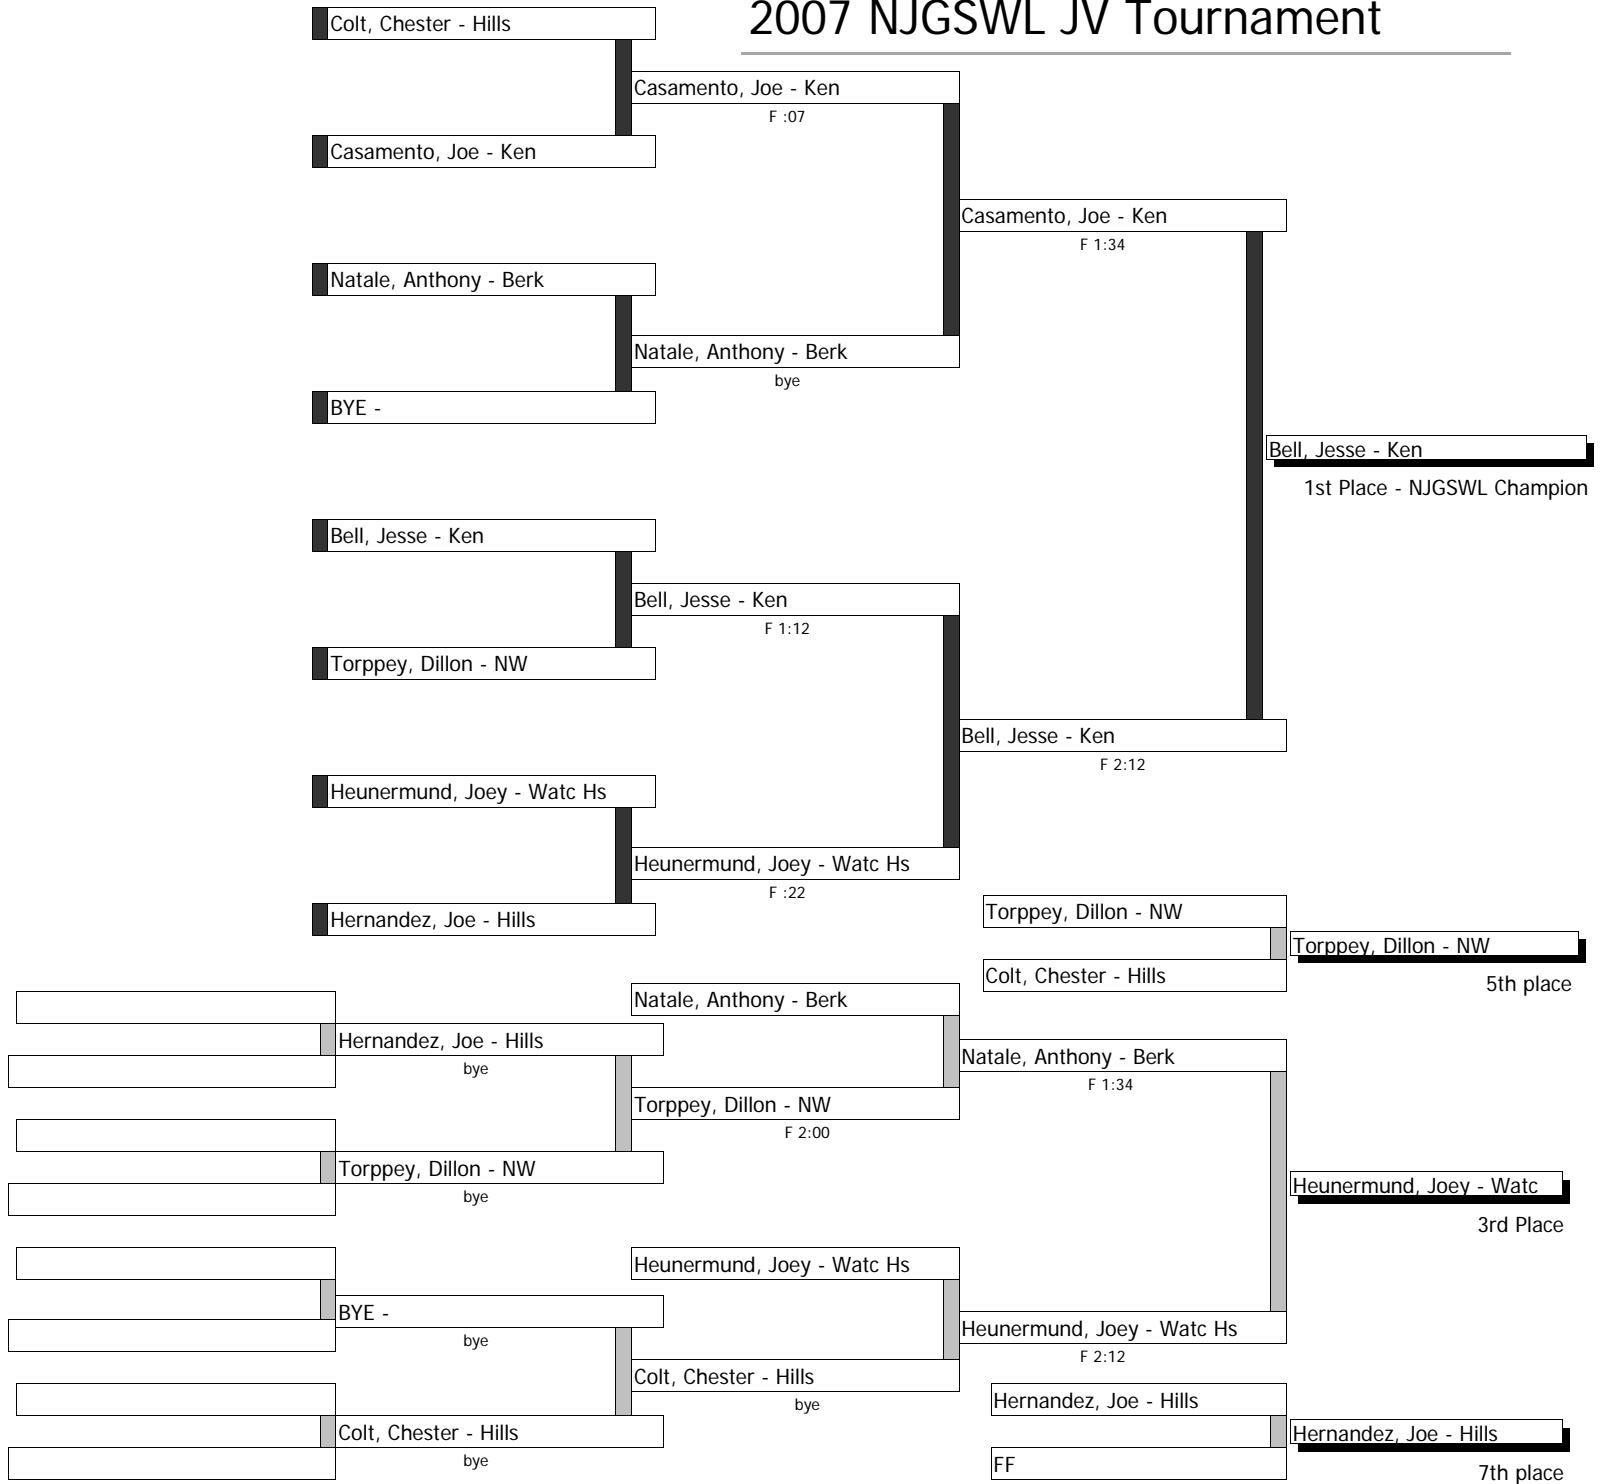 2007 NJGSWL JV Tournament
Colt, Chester - Hills
Casamento, Joe - Ken
F :07
Casamento, Joe - Ken
Casamento, Joe - Ken
F 1:34
Natale, Anthony - Berk
Natale, Anthony - Berk
bye
BYE -
Bell, Jesse - Ken
1st Place - NJGSWL Champion
Bell, Jesse - Ken
Bell, Jesse - Ken
F 1:12
Torppey, Dillon - NW
Bell, Jesse - Ken
F 2:12
Heunermund, Joey - Watc Hs
Heunermund, Joey - Watc Hs
F :22
Hernandez, Joe - Hills
Torppey, Dillon - NW
Torppey, Dillon - NW
Colt, Chester - Hills
5th place
Natale, Anthony - Berk
Hernandez, Joe - Hills
bye
Natale, Anthony - Berk
F 1:34
Torppey, Dillon - NW
F 2:00
Torppey, Dillon - NW
bye
Heunermund, Joey - Watc
3rd Place
Heunermund, Joey - Watc Hs
BYE -
bye
Heunermund, Joey - Watc Hs
F 2:12
Colt, Chester - Hills
bye
Hernandez, Joe - Hills
Colt, Chester - Hills
bye
Hernandez, Joe - Hills
FF
7th place